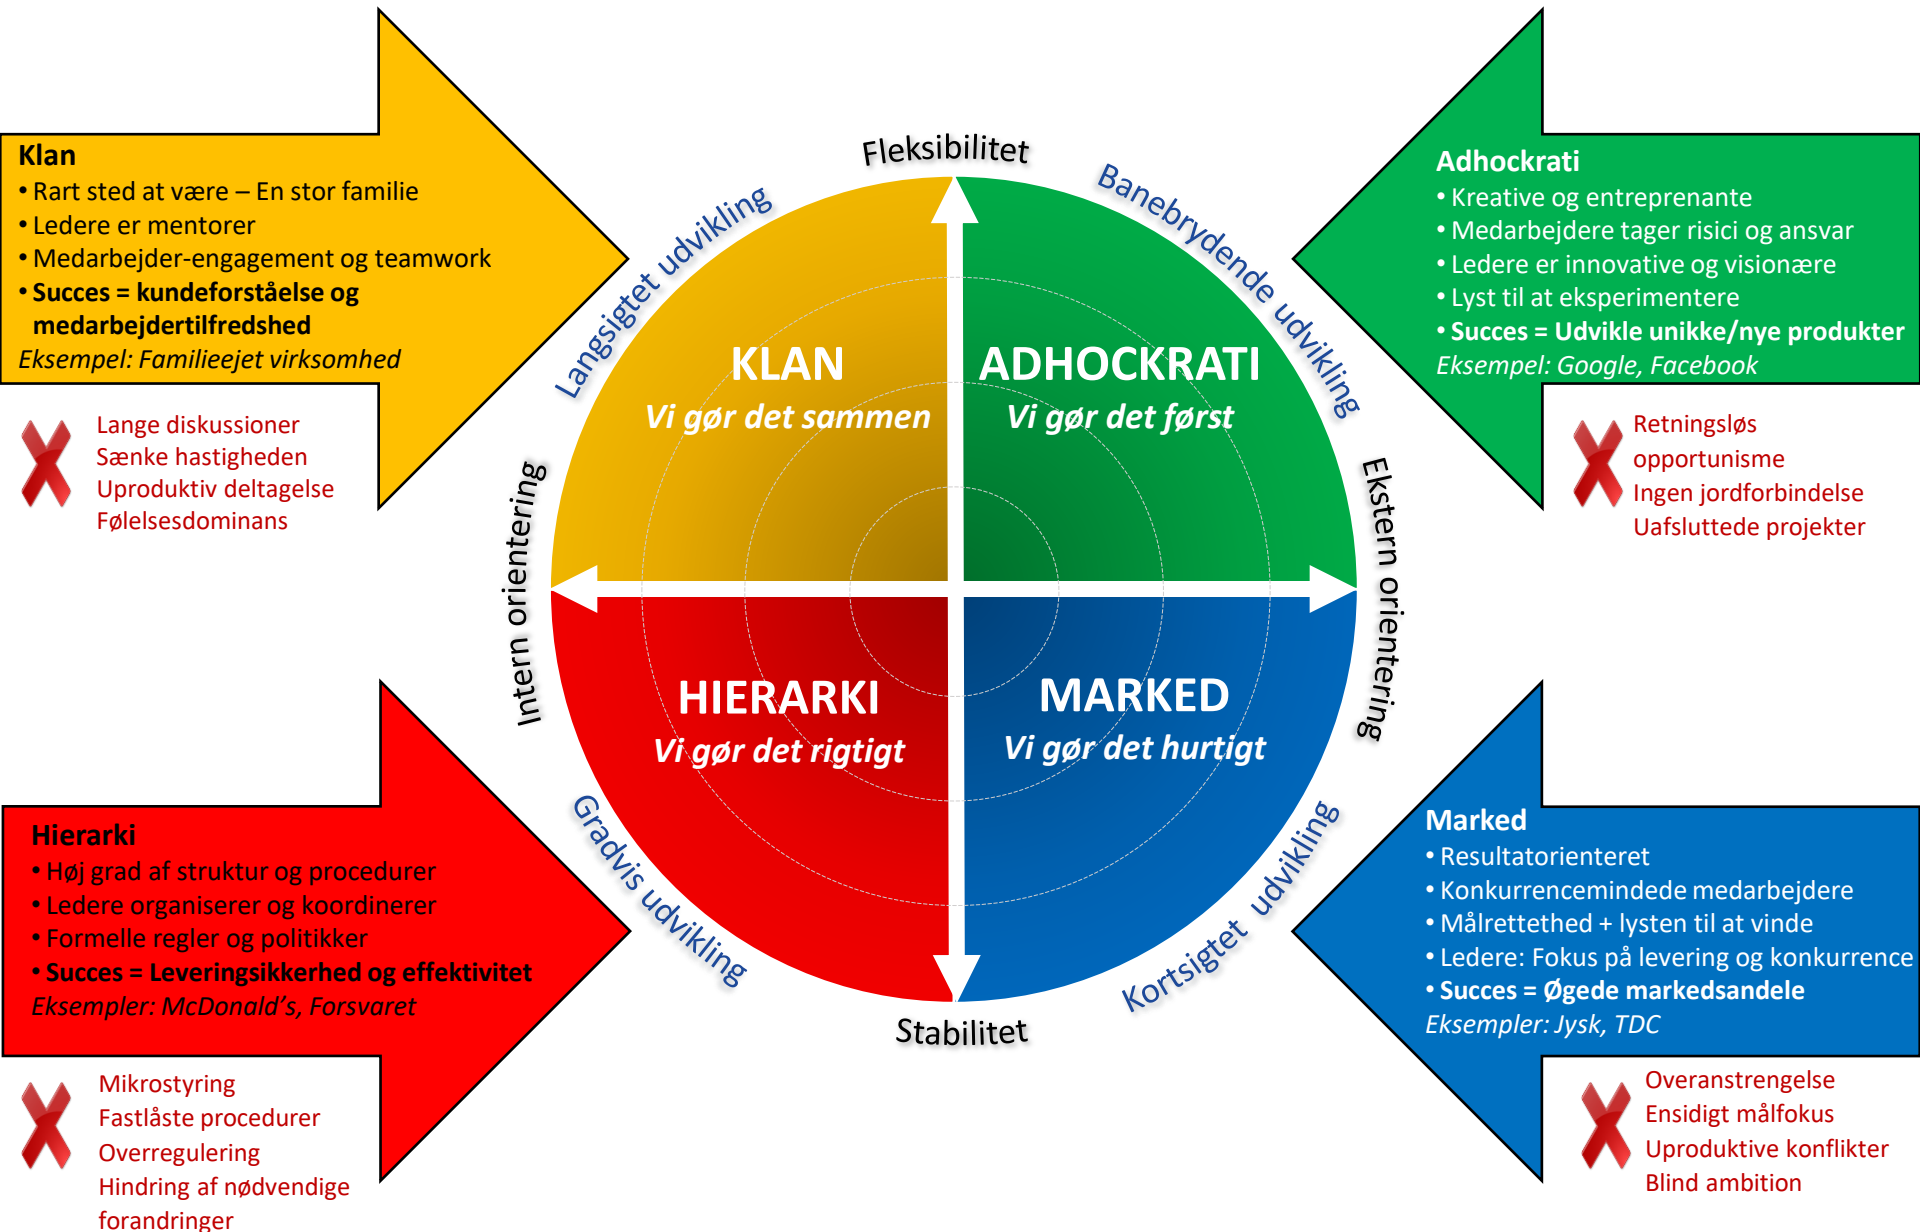 Klan
• Rart sted at være – En stor familie
• Ledere er mentorer
• Medarbejder-engagement og teamwork
• Succes = kundeforståelse og
medarbejdertilfredshed
Eksempel: Familieejet virksomhed
Lange diskussioner
Sænke hastigheden
Uproduktiv deltagelse
Følelsesdominans
Adhockrati
• Kreative og entreprenante
• Medarbejdere tager risici og ansvar
• Ledere er innovative og visionære
• Lyst til at eksperimentere
• Succes = Udvikle unikke/nye produkter
Eksempel: Google, Facebook
Retningsløs
opportunisme
Ingen jordforbindelse
Uafsluttede projekter
Fleksibilitet
Langsigtet udvikling
Banebrydende udvikling
KLAN
Vi gør det sammen
ADHOCKRATI
Vi gør det først
Intern orientering
Ekstern orientering
HIERARKI
Vi gør det rigtigt
MARKED
Vi gør det hurtigt
Gradvis udvikling
Kortsigtet udvikling
Stabilitet
Hierarki
• Høj grad af struktur og procedurer
• Ledere organiserer og koordinerer
• Formelle regler og politikker
• Succes = Leveringsikkerhed og effektivitet
Eksempler: McDonald’s, Forsvaret
Mikrostyring
Fastlåste procedurer
Overregulering
Hindring af nødvendige
forandringer
Marked
• Resultatorienteret
• Konkurrencemindede medarbejdere
• Målrettethed + lysten til at vinde
• Ledere: Fokus på levering og konkurrence
• Succes = Øgede markedsandele
Eksempler: Jysk, TDC
Overanstrengelse
Ensidigt målfokus
Uproduktive konflikter
Blind ambition